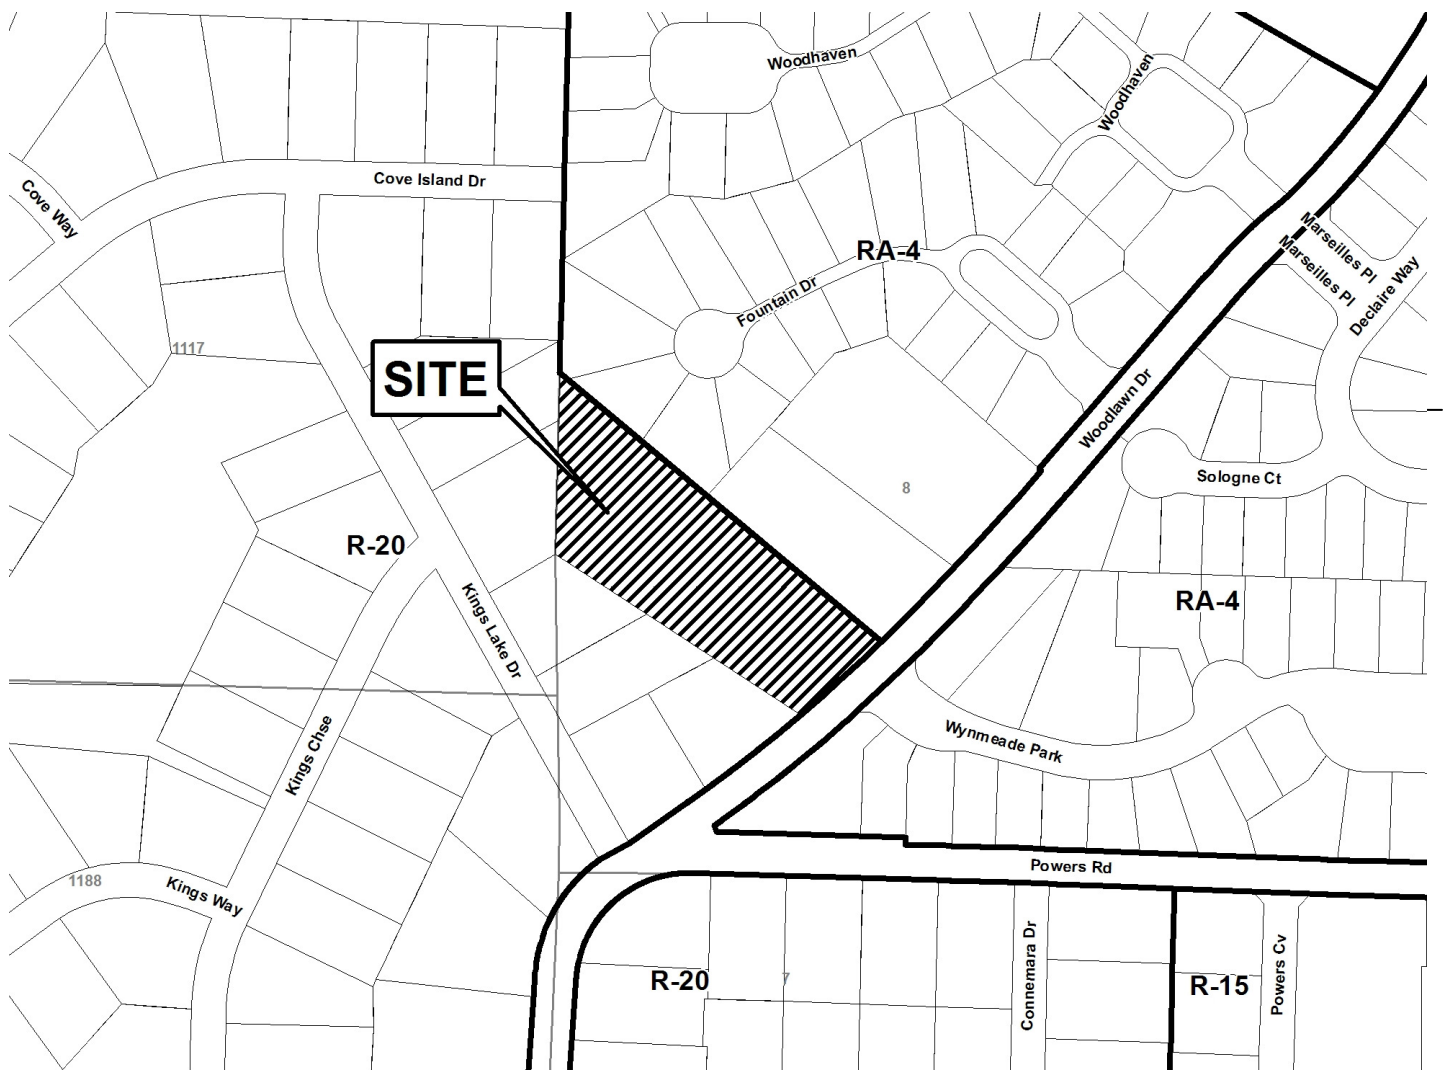 Woodhaven
Woodhaven
Cove Island Dr
Cove Way
Marseilles Pl
Marseilles Pl
RA-4
Declaire Way
Fountain Dr
1117
SITE
Woodlawn Dr
Sologne Ct
8
R-20
RA-4
Kings Lake Dr
Wynmeade Park
Kings Chse
Powers Rd
1188
Kings Way
Connemara Dr
Powers Cv
R-20
7
R-15